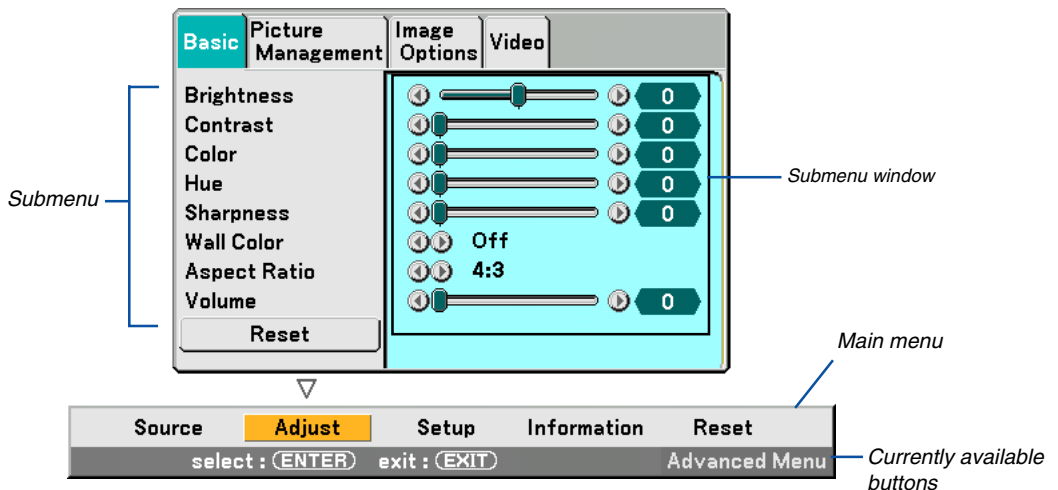 Basic
Picture
Management
Image
Options
Video
Brightness 0
Contrast 0
Color 0
Hue 0
Sharpness 0
Wall Color Off
Aspect Ratio 4:3
Volume 0
Reset
Submenu
Submenu window
Main menu
Source Adjust Setup Information Reset
select : ENTER exit : EXIT Advanced Menu
Currently available
buttons